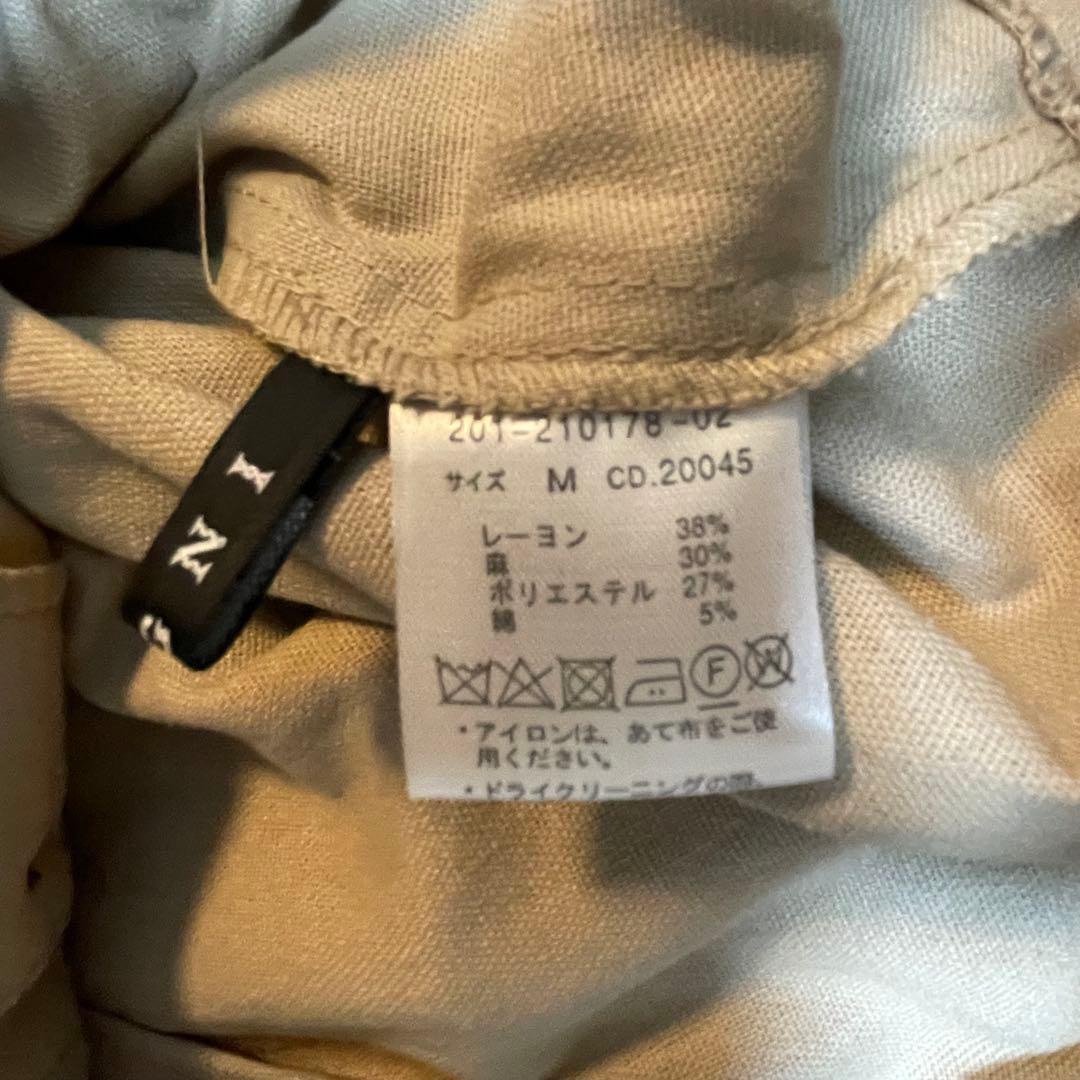 201-210178-02
サイズ M CD.20045
レーヨン 38%
麻 30%
ポリエステル 27%
綿 5%
F
W
・アイロンは、あて布をご使
用ください。
・ドライクリーニングの際、
I
N